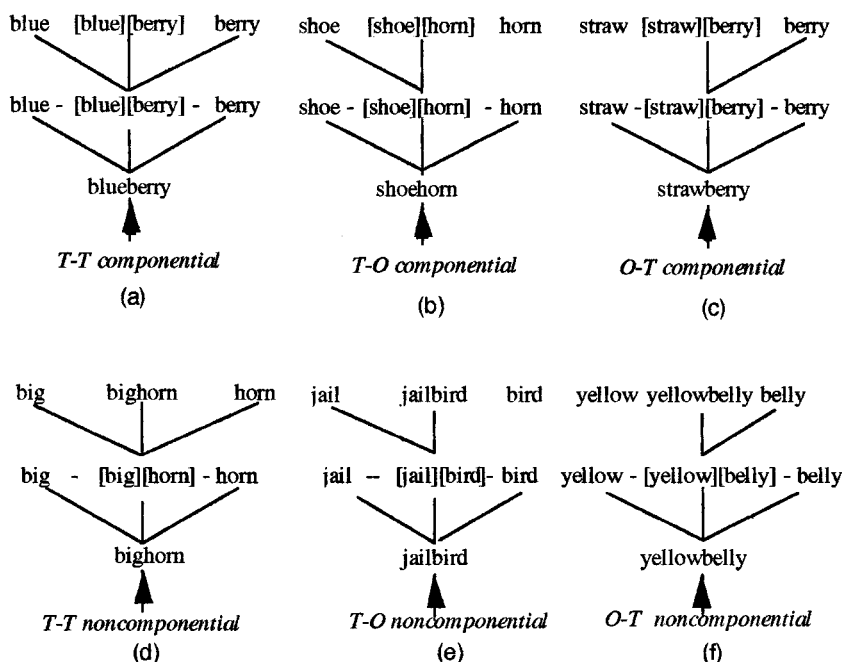 blue [blue][berry] berry
blue - [blue][berry] - berry
blueberry
T-T componential
(a)
shoe [shoe][horn] horn
shoe - [shoe][horn] - horn
shoehorn
T-O componential
(b)
straw [straw][berry] berry
straw -[straw][berry] - berry
strawberry
O-T componential
(c)
big bighorn horn
big - [big][horn] - horn
bighorn
T-T noncomponential
(d)
jail jailbird bird
jail -- [jail][bird]- bird
jailbird
T-O noncomponential
(e)
yellow yellowbelly belly
yellow - [yellow][belly] - belly
yellowbelly
O-T noncomponential
(f)